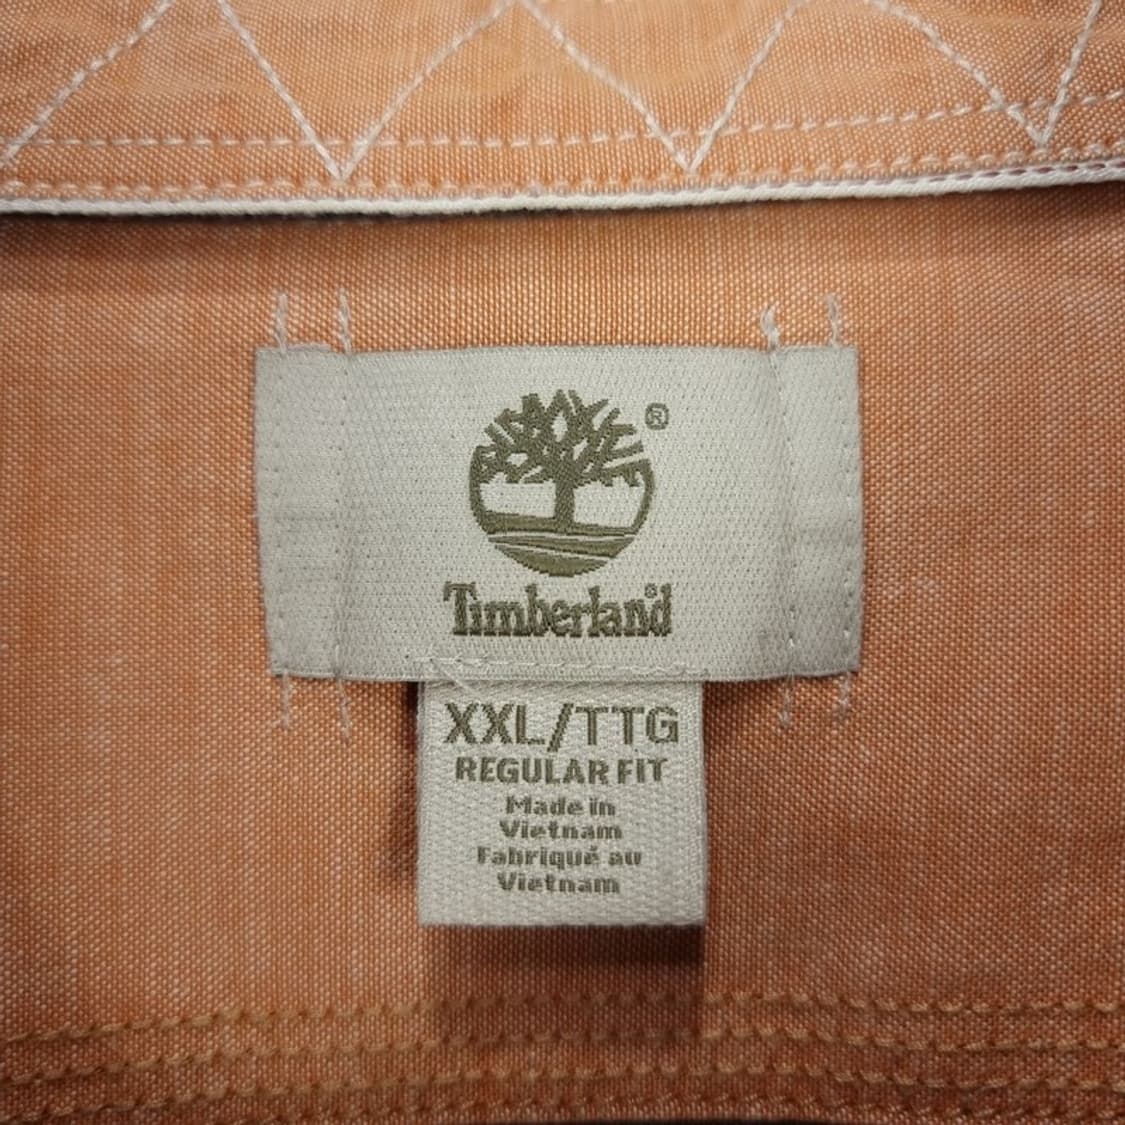 ®
Timberland®
XXL/TTG
REGULAR FIT
Made in
Vietnam
Fabriqué au
Vietnam